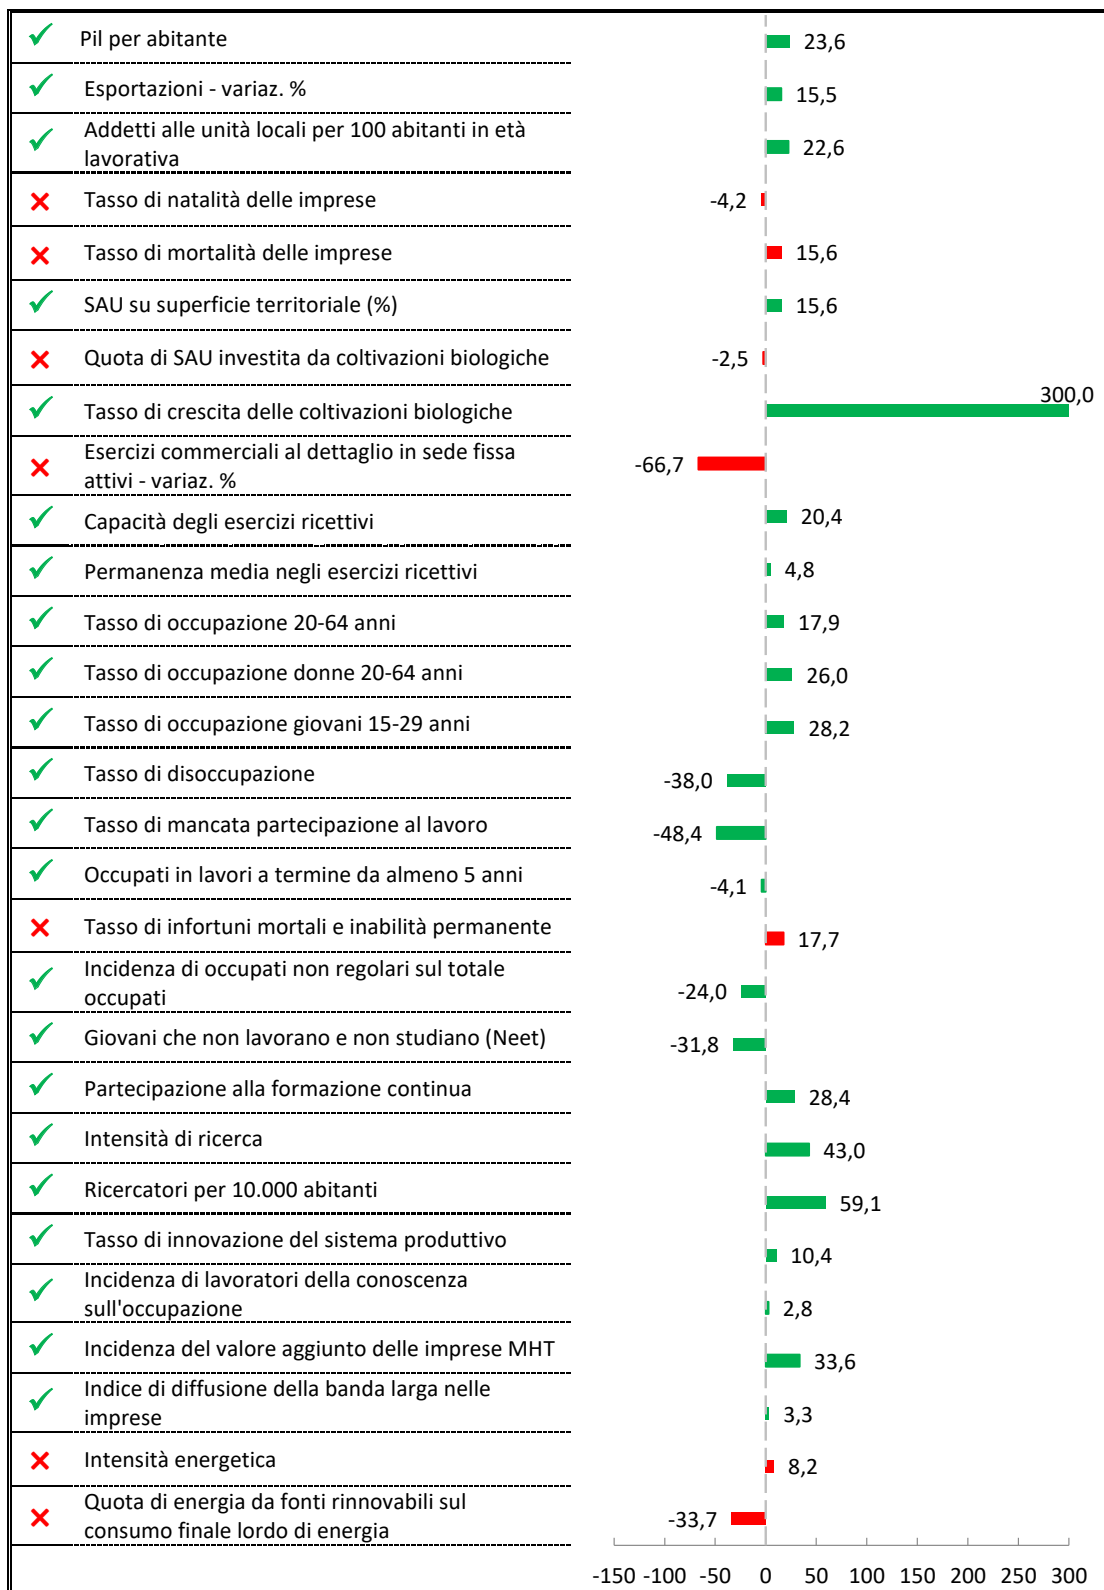 Pil per abitante
23,6
Esportazioni - variaz. %
15,5
Addetti alle unità locali per 100 abitanti in età
lavorativa
22,6
Tasso di natalità delle imprese
-4,2
Tasso di mortalità delle imprese
15,6
SAU su superficie territoriale (%)
15,6
Quota di SAU investita da coltivazioni biologiche
-2,5
Tasso di crescita delle coltivazioni biologiche
300,0
Esercizi commerciali al dettaglio in sede fissa
attivi - variaz. %
-66,7
Capacità degli esercizi ricettivi
20,4
Permanenza media negli esercizi ricettivi
4,8
Tasso di occupazione 20-64 anni
17,9
Tasso di occupazione donne 20-64 anni
26,0
Tasso di occupazione giovani 15-29 anni
28,2
Tasso di disoccupazione
-38,0
Tasso di mancata partecipazione al lavoro
-48,4
Occupati in lavori a termine da almeno 5 anni
-4,1
Tasso di infortuni mortali e inabilità permanente
17,7
Incidenza di occupati non regolari sul totale
occupati
-24,0
Giovani che non lavorano e non studiano (Neet)
-31,8
Partecipazione alla formazione continua
28,4
Intensità di ricerca
43,0
Ricercatori per 10.000 abitanti
59,1
Tasso di innovazione del sistema produttivo
10,4
Incidenza di lavoratori della conoscenza
sull'occupazione
2,8
Incidenza del valore aggiunto delle imprese MHT
33,6
Indice di diffusione della banda larga nelle
imprese
3,3
Intensità energetica
8,2
Quota di energia da fonti rinnovabili sul
consumo finale lordo di energia
-33,7
-150 -100 -50 0 50 100 150 200 250 300